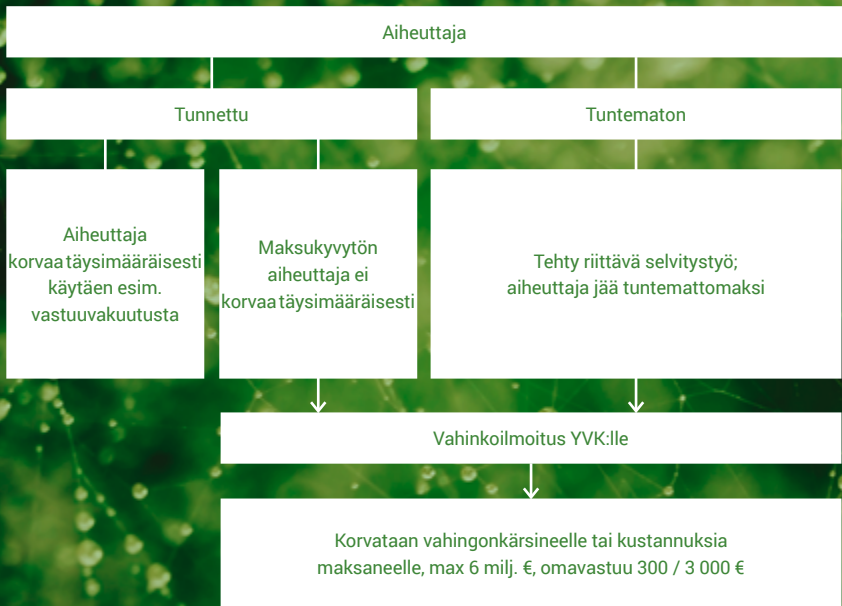 Aiheuttaja
Tunnettu
Tuntematon
Aiheuttaja
korvaa täysimääräisesti
käytäen esim.
vastuuvakuutusta
Maksukyvytön
aiheuttaja ei
korvaa täysimääräisesti
Tehty riittävä selvitystyö;
aiheuttaja jää tuntemattomaksi
Vahinkoilmoitus YVK:lle
Korvataan vahingonkärsineelle tai kustannuksia
maksaneelle, max 6 milj. €, omavastuu 300 / 3 000 €